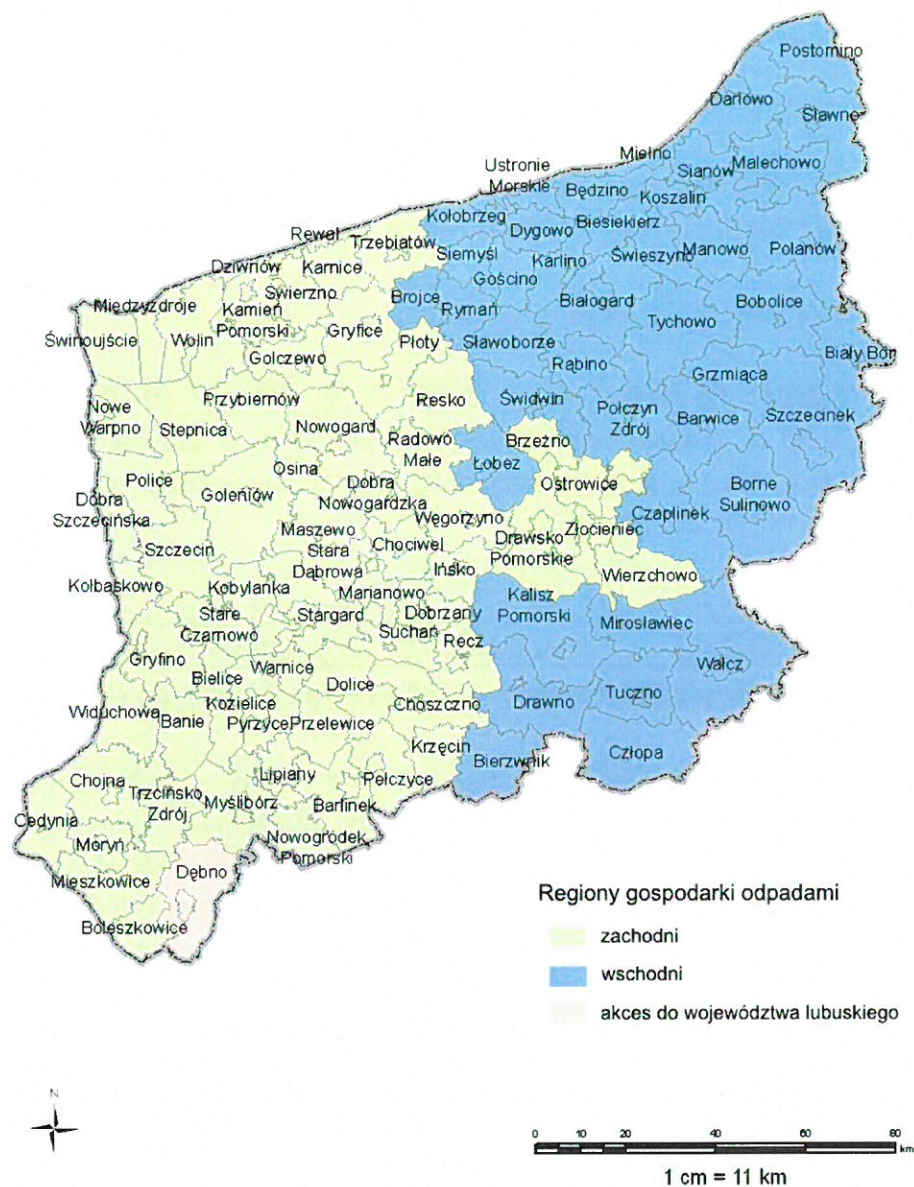 Postomino
Darłowo
Sławno
Mielno
Ustronie
Morskie
Sianów
Malechowo
Będzino
Koszalin
Kołobrzeg
Dygowo
Biesiekierz
Rewal
Trzebiatów
Siemyśl
Karlino
Świeszyno
Manowo
Polanów
Dziwnów
Karnice
Gościno
Świerzno
Brojce
Rymań
Białogard
Bobolice
Międzyzdroje
Kamień
Pomorski
Gryfice
Tychowo
Świnoujście
Wolin
Golczewo
Płoty
Sławoborze
Rąbino
Biały Bór
Grzmiąca
Przybiernów
Resko
Świdwin
Połczyn
Zdrój
Barwice
Szczecinek
Nowe
Warpno
Stepnica
Nowogard
Radowo
Małe
Brzeżno
Łobez
Osina
Police
Goleniów
Dobra
Nowogardzka
Ostrowice
Borne
Sulinowo
Dobra
Szczecińska
Węgorzyno
Czaplinek
Maszewo
Złocieniec
Szczecin
Stara
Dąbrowa
Chociwel
Drawsko
Pomorskie
Ińsko
Wierzchowo
Kołbaskowo
Kobylanka
Marianowo
Kalisz
Pomorski
Stare
Czarnowo
Stargard
Dobrzany
Suchań
Recz
Mirosławiec
Gryfino
Bielice
Warnice
Wałcz
Dolice
Tuczno
Widuchowa
Banie
Kozielice
Choszczno
Drawno
Pyrzyce
Przelewice
Krzęcin
Bierzwnik
Człopa
Lipiany
Pełczyce
Chojna
Trzcińsko
Zdrój
Myślibórz
Barlinek
Cedynia
Moryń
Nowogródek
Pomorski
Mieszkowice
Dębno
Boleszkowice
Regiony gospodarki odpadami
zachodni
wschodni
akces do województwa lubuskiego
N
0 10 20 40 60 80
km
1 cm = 11 km